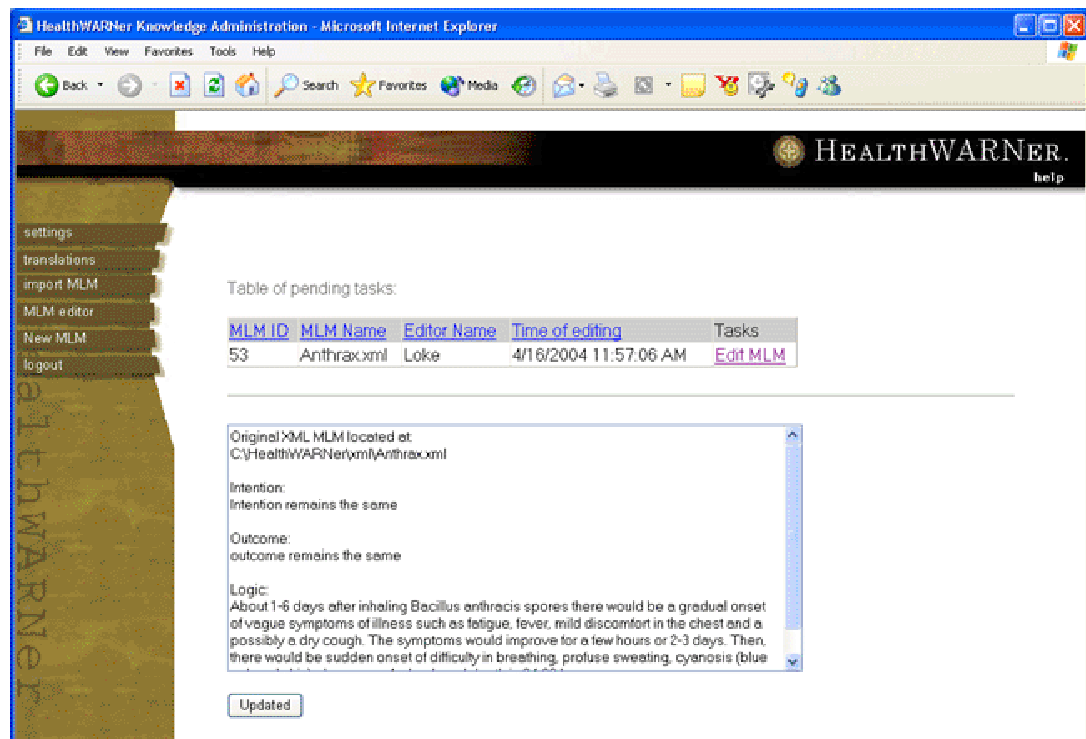 HealthWARNer Knowledge Administration - Microsoft Internet Explorer
File Edit View Favorites Tools Help
Back Search Favorites Media
HEALTHWARNER.
help
settings
translations
import MLM
MLM editor
New MLM
logout
Table of pending tasks:
MLM ID MLM Name Editor Name Time of editing Tasks
53 Anthrax.xml Loke 4/16/2004 11:57:06 AM Edit MLM
Original XML MLM located at:
C:\HealthWARNer\xml\Anthrax.xml
Intention:
Intention remains the same
Outcome:
outcome remains the same
Logic:
About 1-6 days after inhaling Bacillus anthracis spores there would be a gradual onset
of vague symptoms of illness such as fatigue, fever, mild discomfort in the chest and a
possibly a dry cough. The symptoms would improve for a few hours or 2-3 days. Then,
there would be sudden onset of difficulty in breathing, profuse sweating, cyanosis (blue
Updated
althWARNer